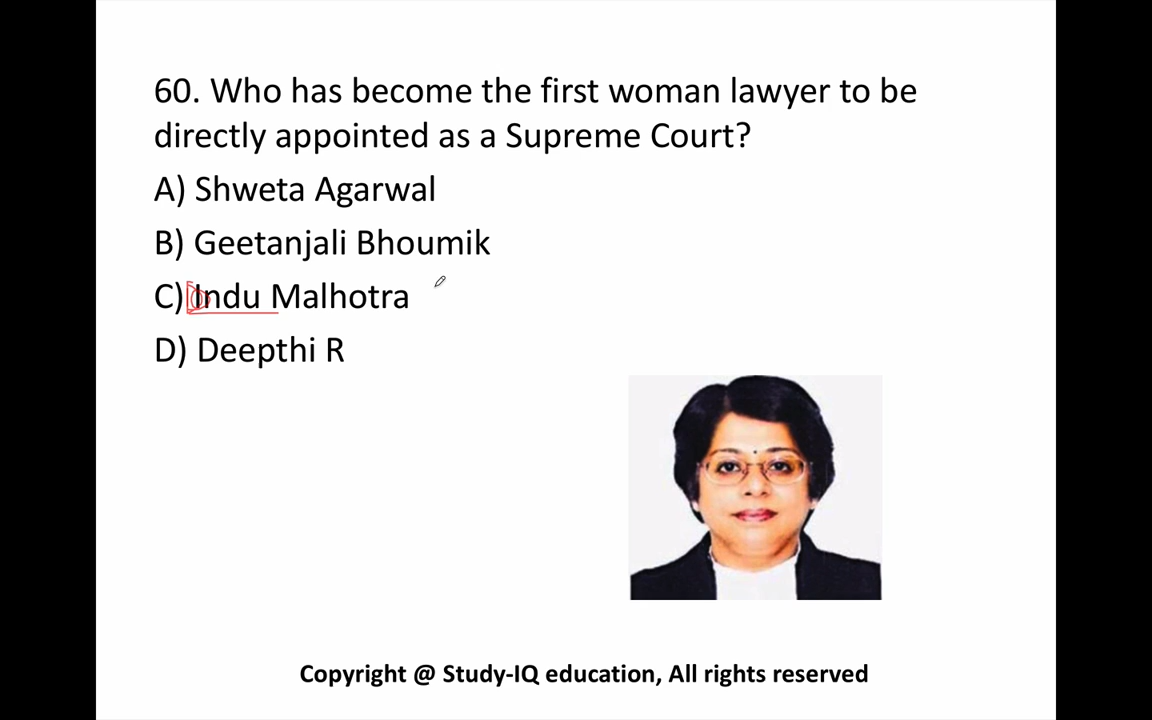 60. Who has become the first woman lawyer to be
directly appointed as a Supreme Court?
A) Shweta Agarwal
B) Geetanjali Bhoumik
C) Indu Malhotra
D) Deepthi R
Copyright @ Study-IQ education, All rights reserved